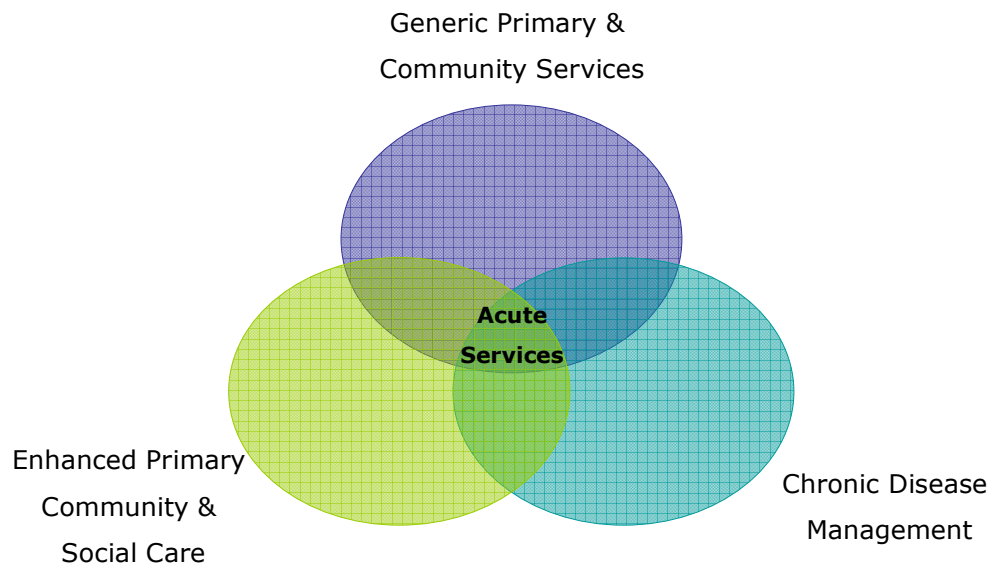 Generic Primary &
Community Services
Acute
Services
Enhanced Primary
Community &
Social Care
Chronic Disease
Management